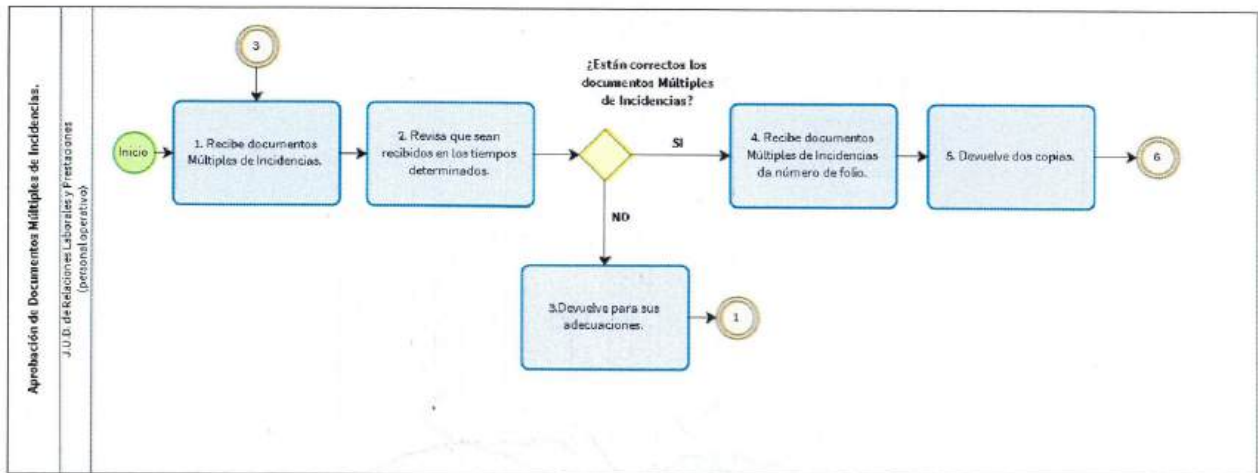 Aprobación de Documentos Múltiples de Incidencias.
J.U.D. de Relaciones Laborales y Prestaciones
(personal operativo)
3
¿Están correctos los
documentos Múltiples
de Incidencias?
Inicio
1. Recibe documentos
Múltiples de Incidencias.
2. Revisa que sean
recibidos en los tiempos
determinados.
SI
4. Recibe documentos
Múltiples de Incidencias
da número de folio.
5. Devuelve dos copias.
6
NO
3.Devuelve para sus
adecuaciones.
1